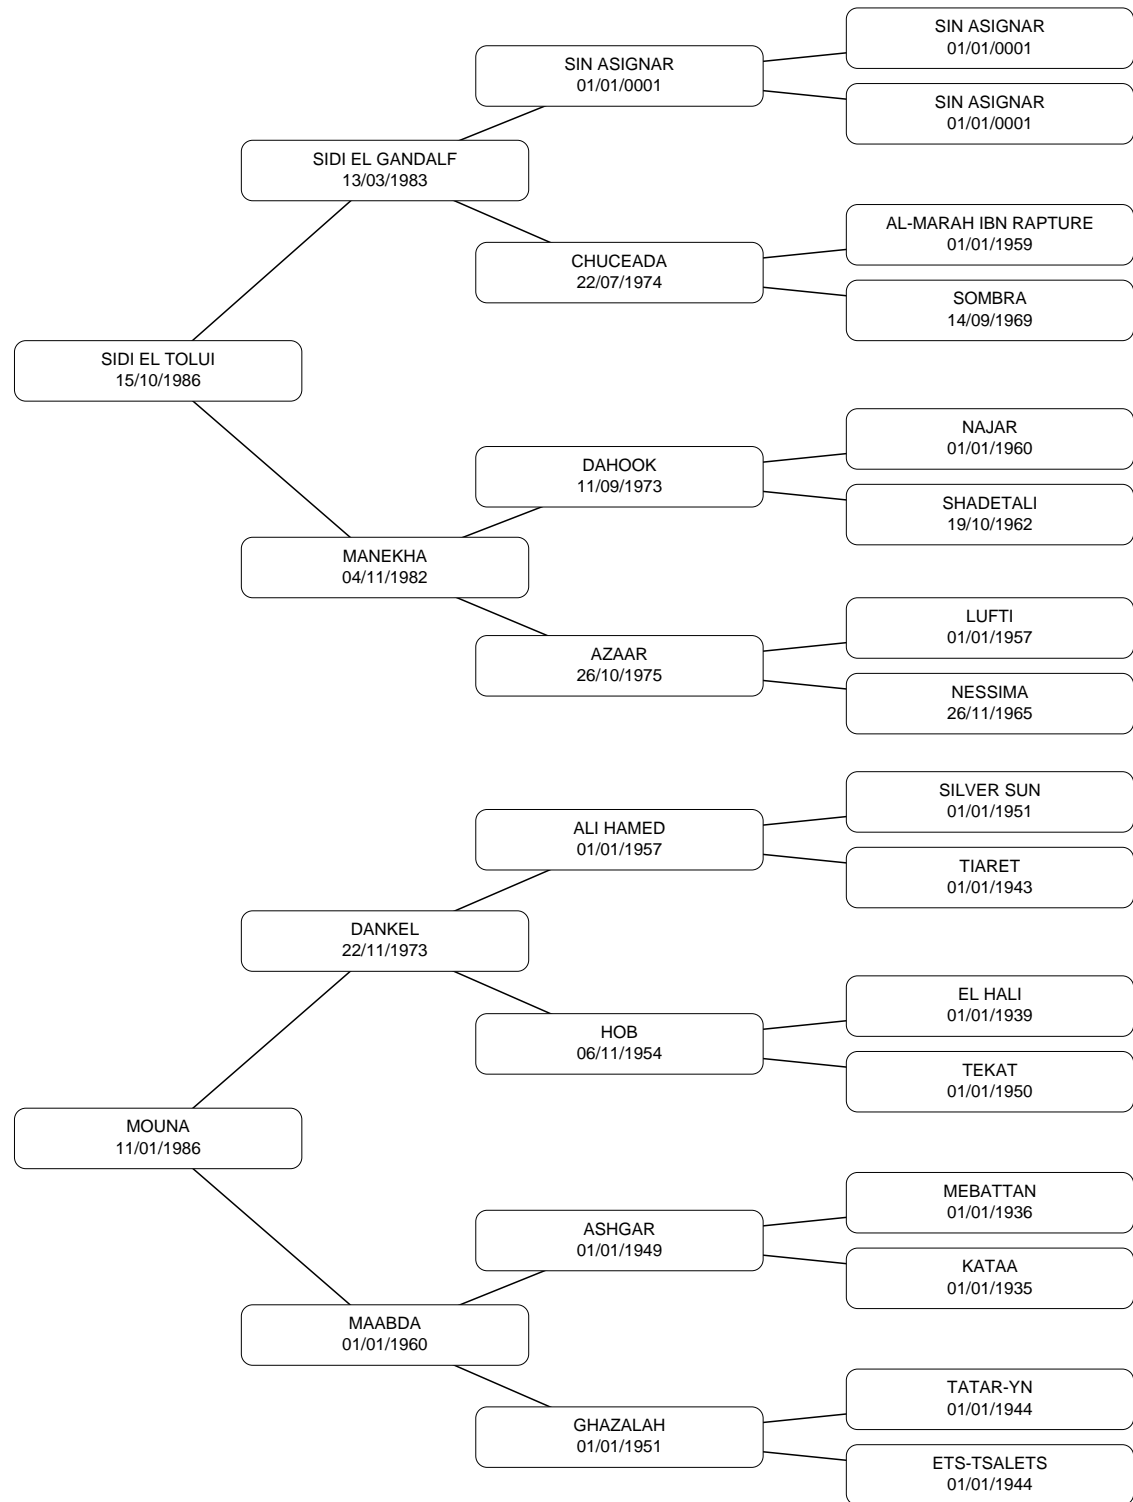 SIN ASIGNAR
01/01/0001
SIN ASIGNAR
01/01/0001
SIN ASIGNAR
01/01/0001
SIDI EL GANDALF
13/03/1983
AL-MARAH IBN RAPTURE
01/01/1959
CHUCEADA
22/07/1974
SOMBRA
14/09/1969
SIDI EL TOLUI
15/10/1986
NAJAR
01/01/1960
DAHOOK
11/09/1973
SHADETALI
19/10/1962
MANEKHA
04/11/1982
LUFTI
01/01/1957
AZAAR
26/10/1975
NESSIMA
26/11/1965
SILVER SUN
01/01/1951
ALI HAMED
01/01/1957
TIARET
01/01/1943
DANKEL
22/11/1973
EL HALI
01/01/1939
HOB
06/11/1954
TEKAT
01/01/1950
MOUNA
11/01/1986
MEBATTAN
01/01/1936
ASHGAR
01/01/1949
KATAA
01/01/1935
MAABDA
01/01/1960
TATAR-YN
01/01/1944
GHAZALAH
01/01/1951
ETS-TSALETS
01/01/1944